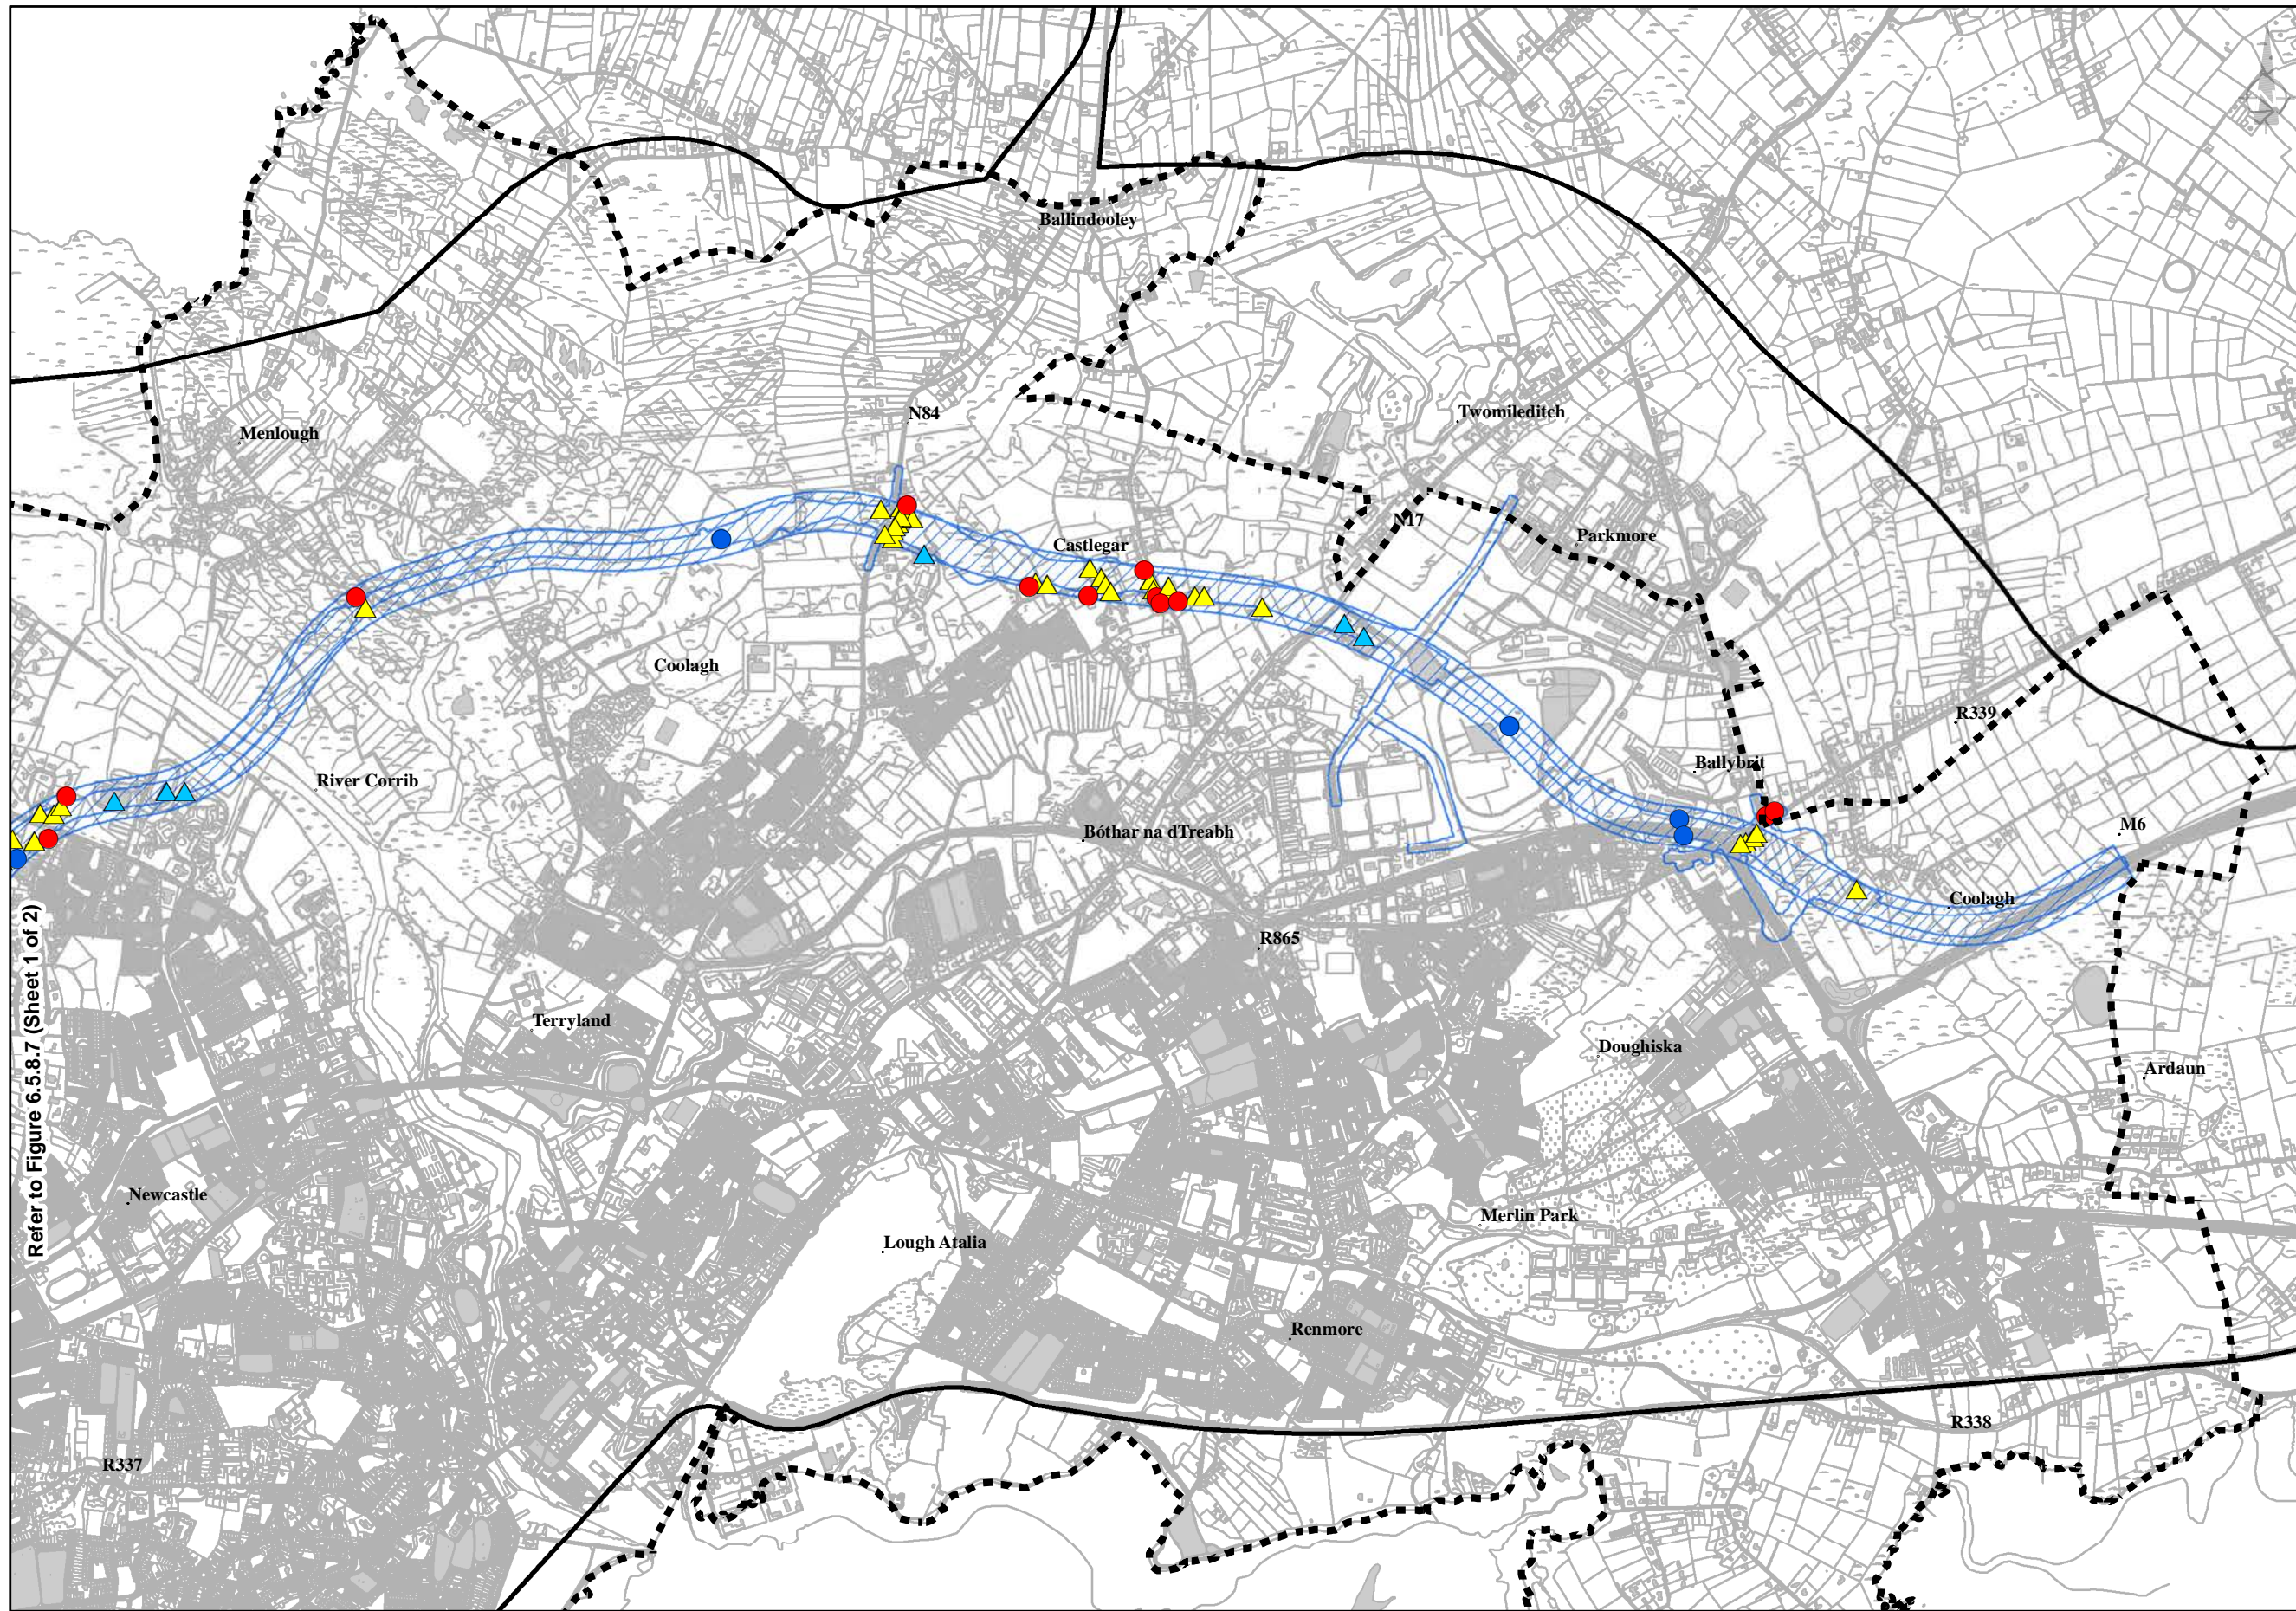 Ballindooley
N84
Twomileditch
Menlough
N17
Parkmore
Castlegar
Coolagh
R339
Ballybrit
River Corrib
Bóthar na dTreabh
M6
Coolagh
R865
Terryland
Doughiska
Ardaun
Newcastle
Merlin Park
Lough Atalia
Renmore
R338
R337
Refer to Figure 6.5.8.7 (Sheet 1 of 2)